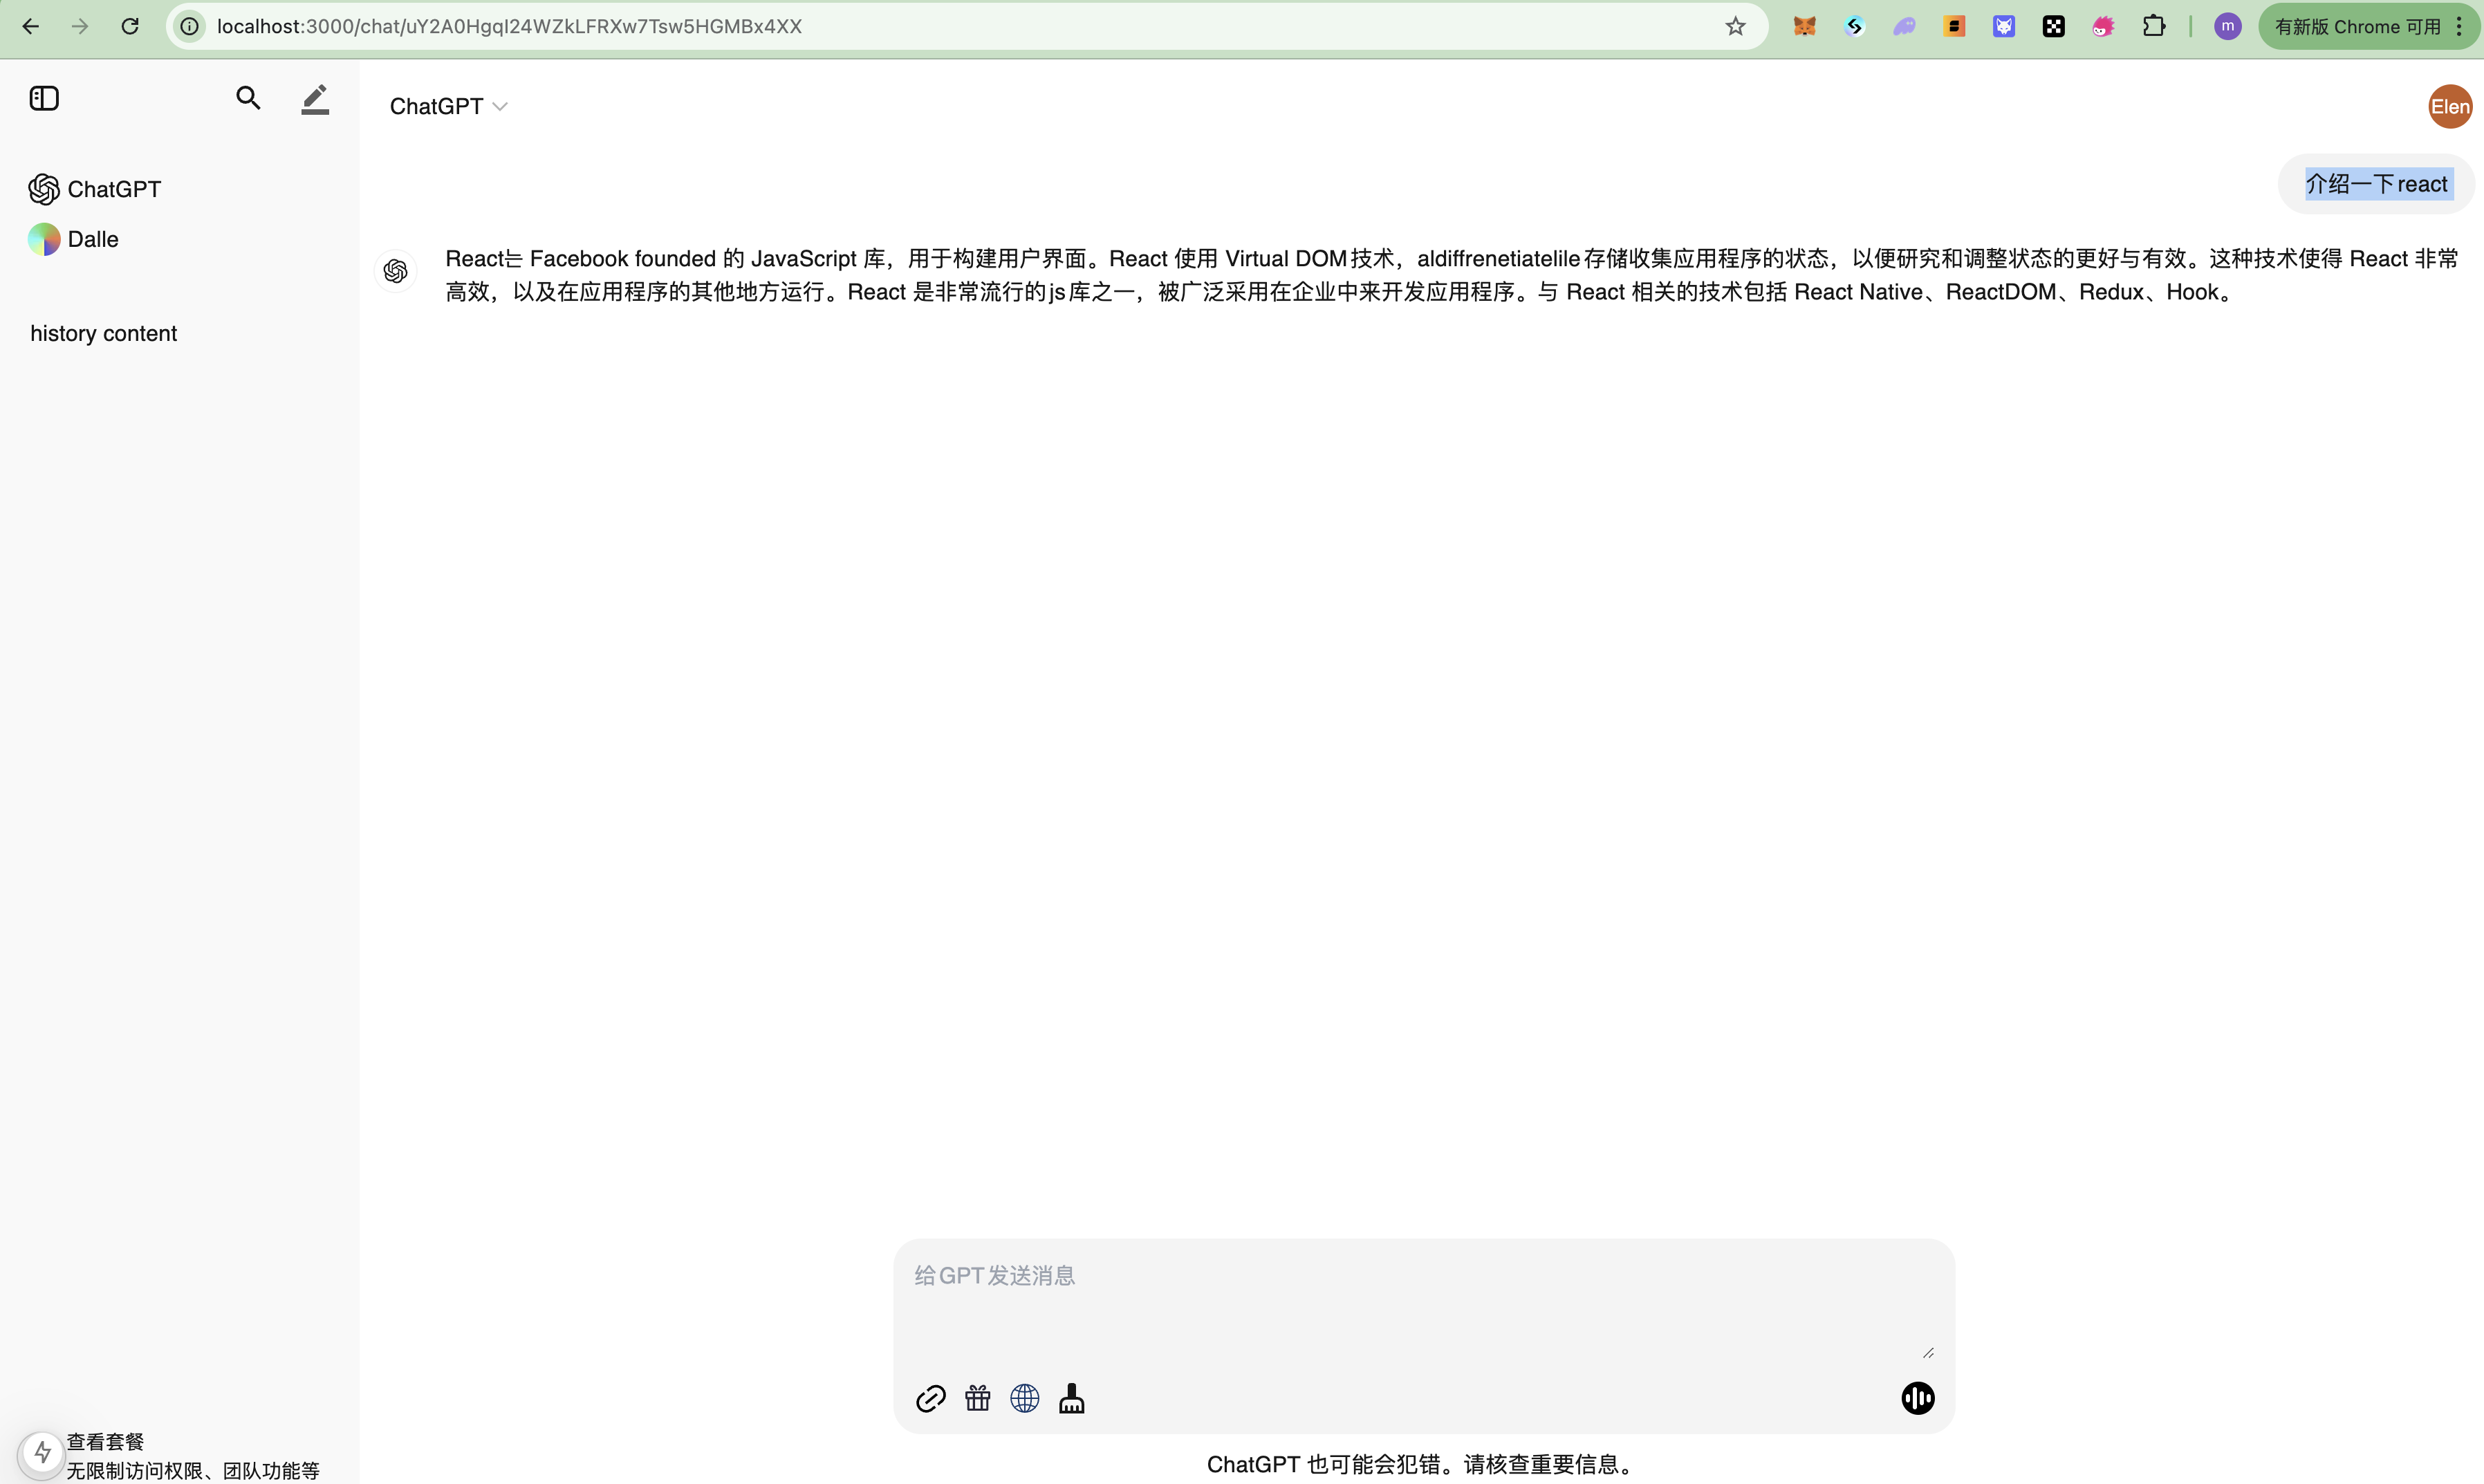 localhost:3000/chat/uY2A0HgqI24WZkLFRXw7Tsw5HGMBx4XX
m
有新版 Chrome 可用
ChatGPT
Elen
ChatGPT
Dalle
history content
介绍一下react
React는 Facebook founded 的 JavaScript 库，用于构建用户界面。React 使用 Virtual DOM技术，aldiffrenetiatelile存储收集应用程序的状态，以便研究和调整状态的更好与有效。这种技术使得 React 非常
高效，以及在应用程序的其他地方运行。React 是非常流行的js库之一，被广泛采用在企业中来开发应用程序。与 React 相关的技术包括 React Native、ReactDOM、Redux、Hook。
给GPT发送消息
查看套餐
无限制访问权限、团队功能等
ChatGPT 也可能会犯错。请核查重要信息。